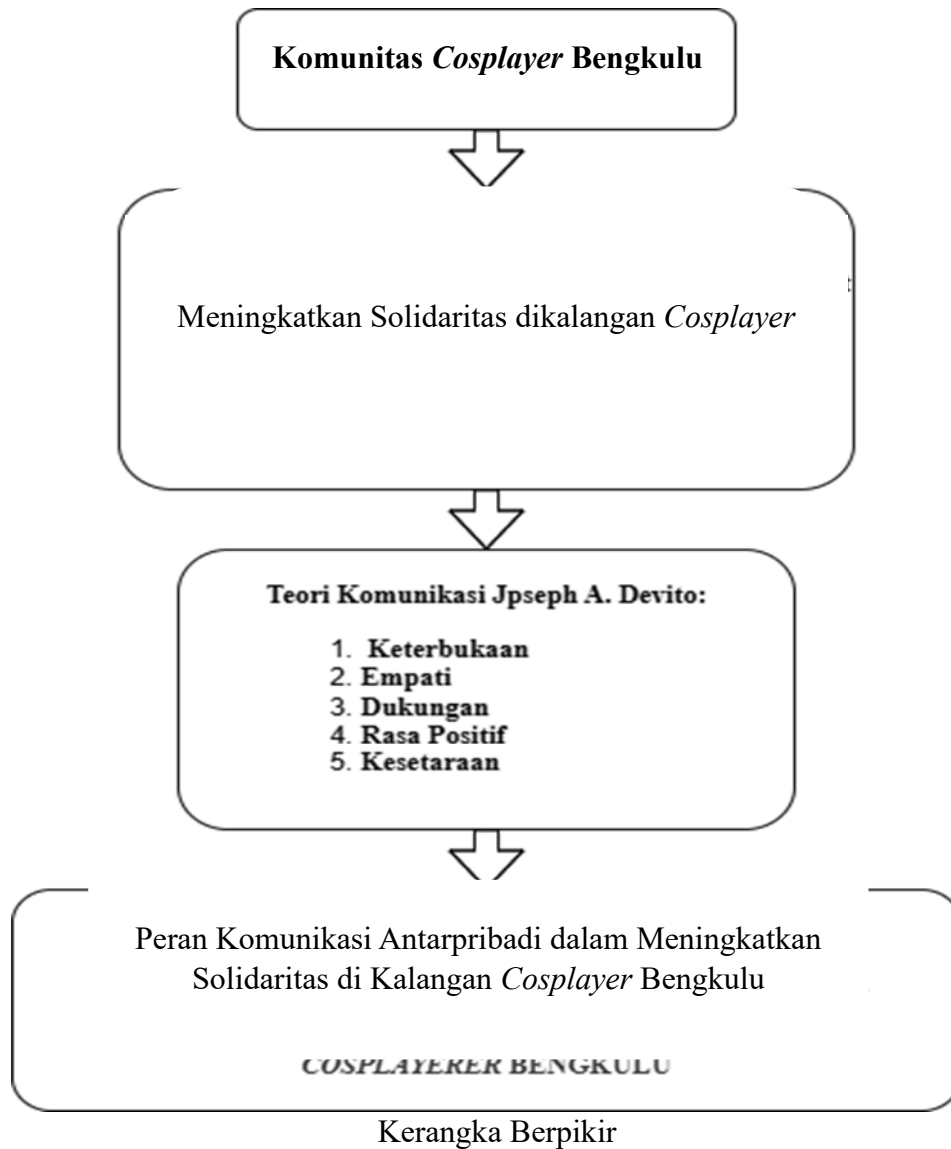 Komunitas Cosplayer Bengkulu
Meningkatkan Solidaritas dikalangan Cosplayer
Teori Komunikasi Jpseph A. Devito:
1. Keterbukaan
2. Empati
3. Dukungan
4. Rasa Positif
5. Kesetaraan
Peran Komunikasi Antarpribadi dalam Meningkatkan
Solidaritas di Kalangan Cosplayer Bengkulu
COSPLAYERER BENGKULU
Kerangka Berpikir